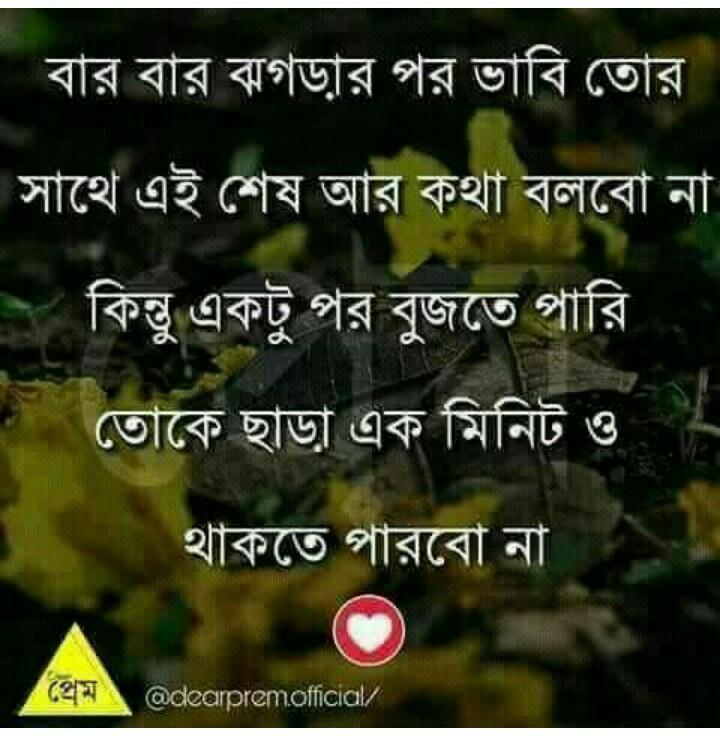 বার বার ঝগড়ার পর ভাবি তোর
সাথে এই শেষ আর কথা বলবো না
কিন্তু একটু পর বুজতে পারি
তোকে ছাড়া এক মিনিট ও
থাকতে পারবো না
প্রেম
@dearprem.official/